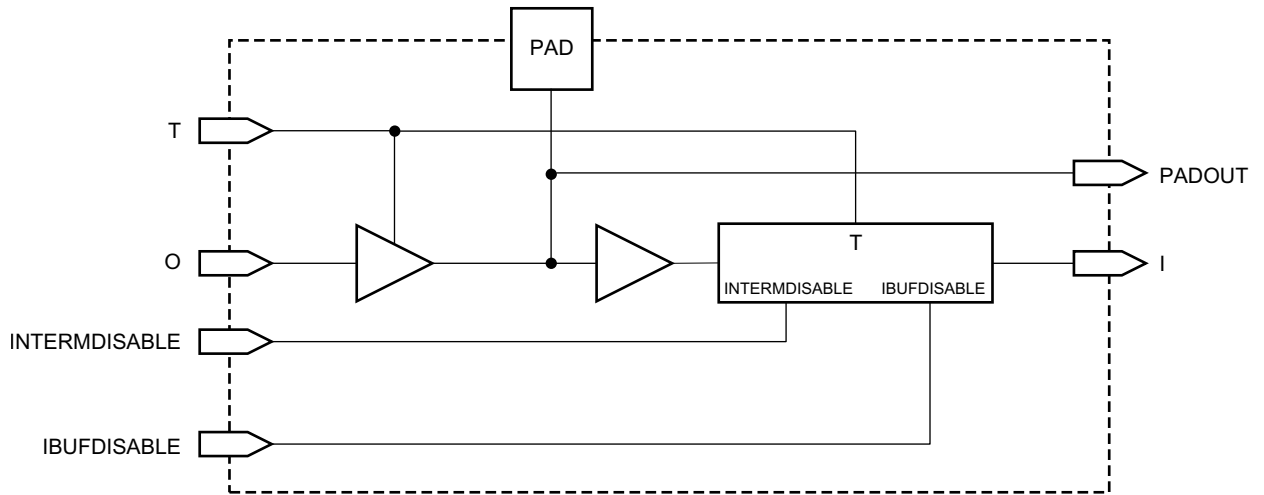 PAD
T
PADOUT
O
T
I
INTERMDISABLE IBUFDISABLE
INTERMDISABLE
IBUFDISABLE